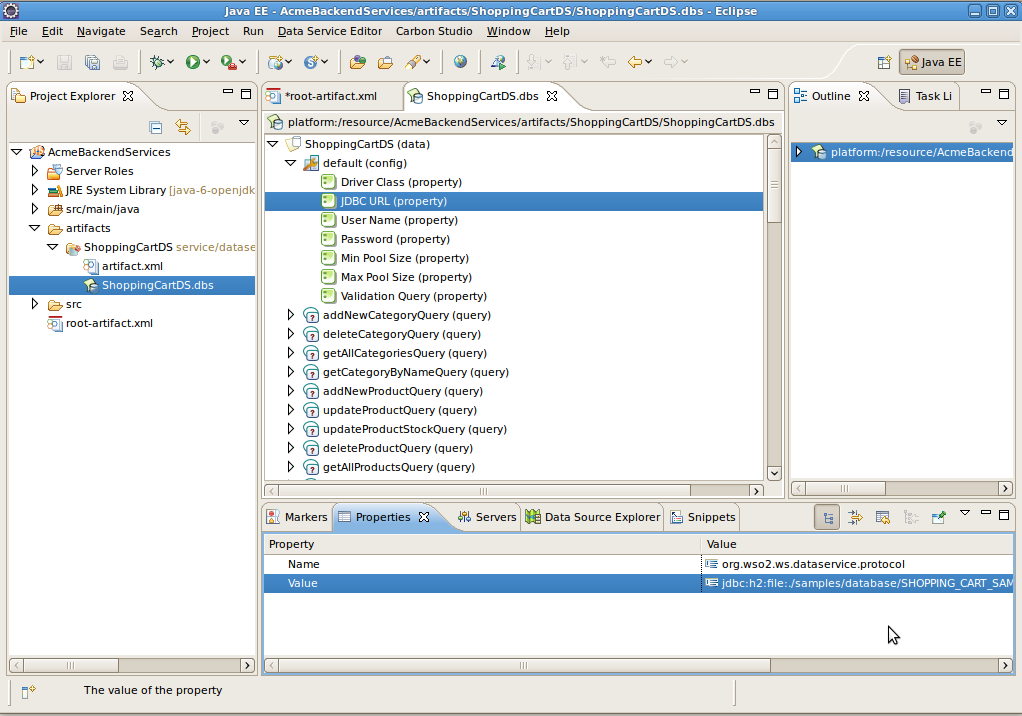 Java EE - AcmeBackendServices/artifacts/ShoppingCartDS/ShoppingCartDS.dbs - Eclipse
File Edit Navigate Search Project Run Data Service Editor Carbon Studio Window Help
Java EE
Project Explorer
AcmeBackendServices
Server Roles
JRE System Library [java-6-openjdk
src/main/java
artifacts
ShoppingCartDS service/datase
artifact.xml
ShoppingCartDS.dbs
src
root-artifact.xml
*root-artifact.xml
ShoppingCartDS.dbs
platform:/resource/AcmeBackendServices/artifacts/ShoppingCartDS/ShoppingCartDS.dbs
ShoppingCartDS (data)
default (config)
Driver Class (property)
JDBC URL (property)
User Name (property)
Password (property)
Min Pool Size (property)
Max Pool Size (property)
Validation Query (property)
addNewCategoryQuery (query)
deleteCategoryQuery (query)
getAllCategoriesQuery (query)
getCategoryByNameQuery (query)
addNewProductQuery (query)
updateProductQuery (query)
updateProductStockQuery (query)
deleteProductQuery (query)
getAllProductsQuery (query)
Outline
Task Li
platform:/resource/AcmeBackend
Markers
Properties
Servers
Data Source Explorer
Snippets
Property Value
Name org.wso2.ws.dataservice.protocol
Value jdbc:h2:file:./samples/database/SHOPPING_CART_SAM
The value of the property